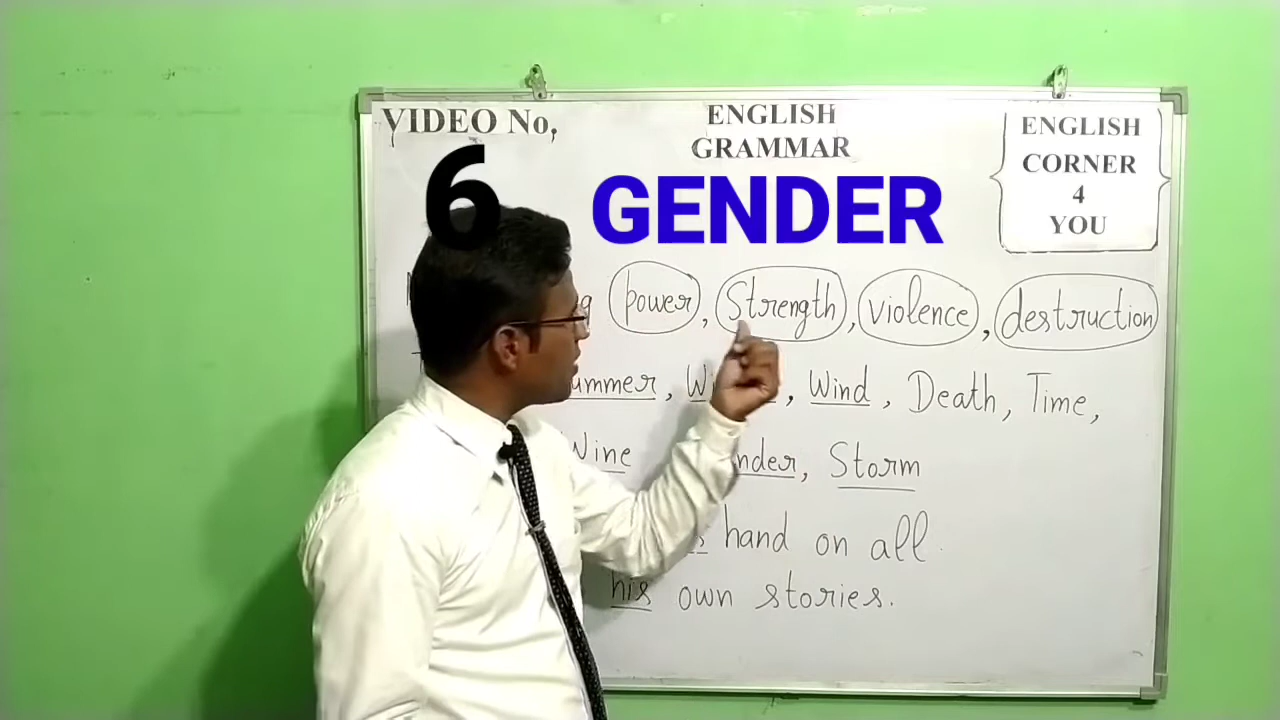 VIDEO No,
6
ENGLISH
GRAMMAR
GENDER
ENGLISH
CORNER
4
YOU
power, Strength, violence, destruction
Wind, Death, Time,
Wine Storm
hand on all
his own stories.